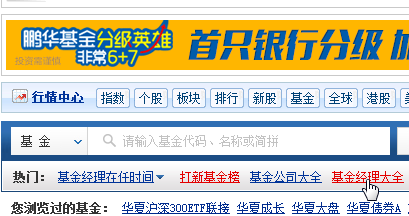 鹏华基金分级英雄
非常6+7
投资需谨慎
首只银行分级 加
行情中心 指数 个股 板块 排行 新股 基金 全球 港股
基 金 请输入基金代码、名称或简拼
热门： 基金经理在任时间 打新基金榜 基金公司大全 基金经理大全
您浏览过的基金： 华夏沪深300ETF联接 华夏成长 华夏大盘 华夏债券A